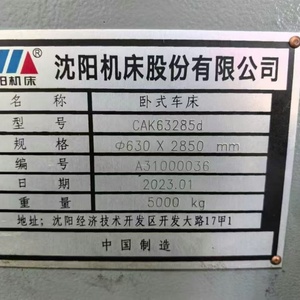 沈阳机床股份有限公司
®
阳机床
名 称 卧式车床
型 号 CAK63285d
规 格 Φ630 X 2850 mm
编 号 A31000036
日 期 2023.01
重 量 5000 kg
地址: 沈阳经济技术开发区开发大路17甲1
中国制造